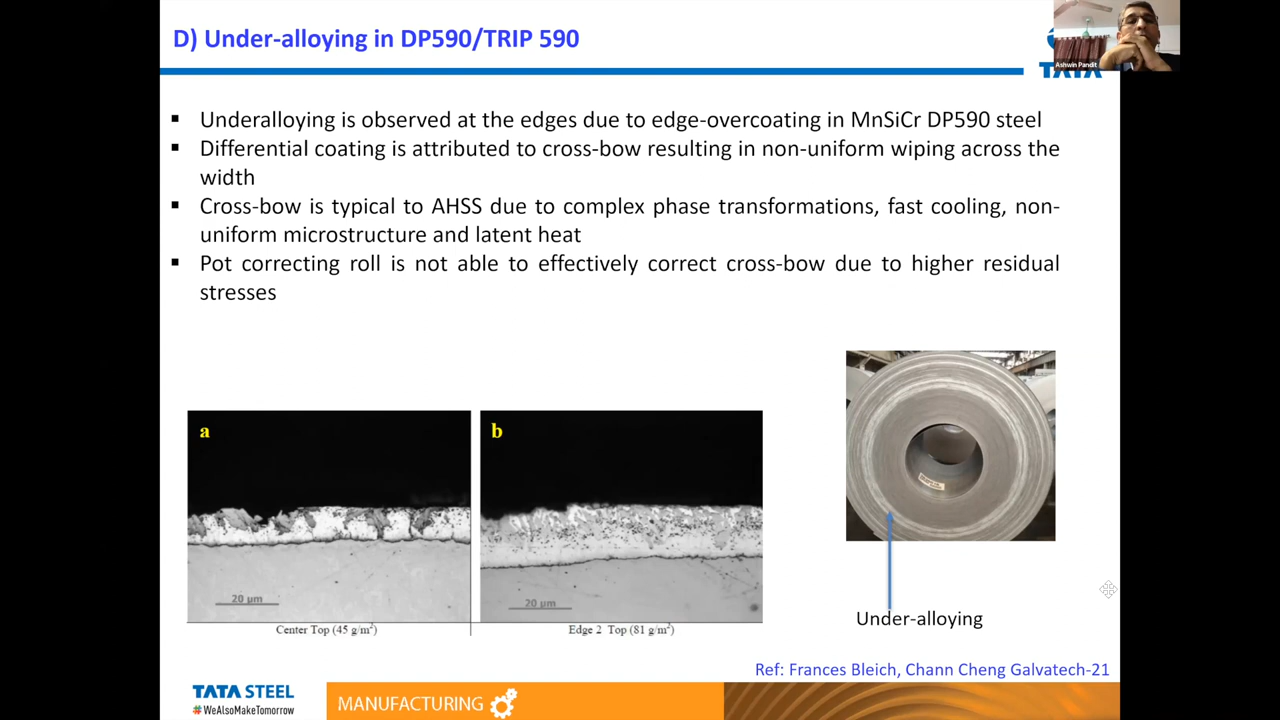 D) Under-alloying in DP590/TRIP 590
Ashwin Pandit
TATA
▪ Underalloying is observed at the edges due to edge-overcoating in MnSiCr DP590 steel
▪ Differential coating is attributed to cross-bow resulting in non-uniform wiping across the
width
▪ Cross-bow is typical to AHSS due to complex phase transformations, fast cooling, non-
uniform microstructure and latent heat
▪ Pot correcting roll is not able to effectively correct cross-bow due to higher residual
stresses
a
b
20 µm
20 µm
Center Top (45 g/m²)
Edge 2 Top (81 g/m²)
Under-alloying
Ref: Frances Bleich, Chann Cheng Galvatech-21
TATA STEEL
#WeAlsoMakeTomorrow
MANUFACTURING